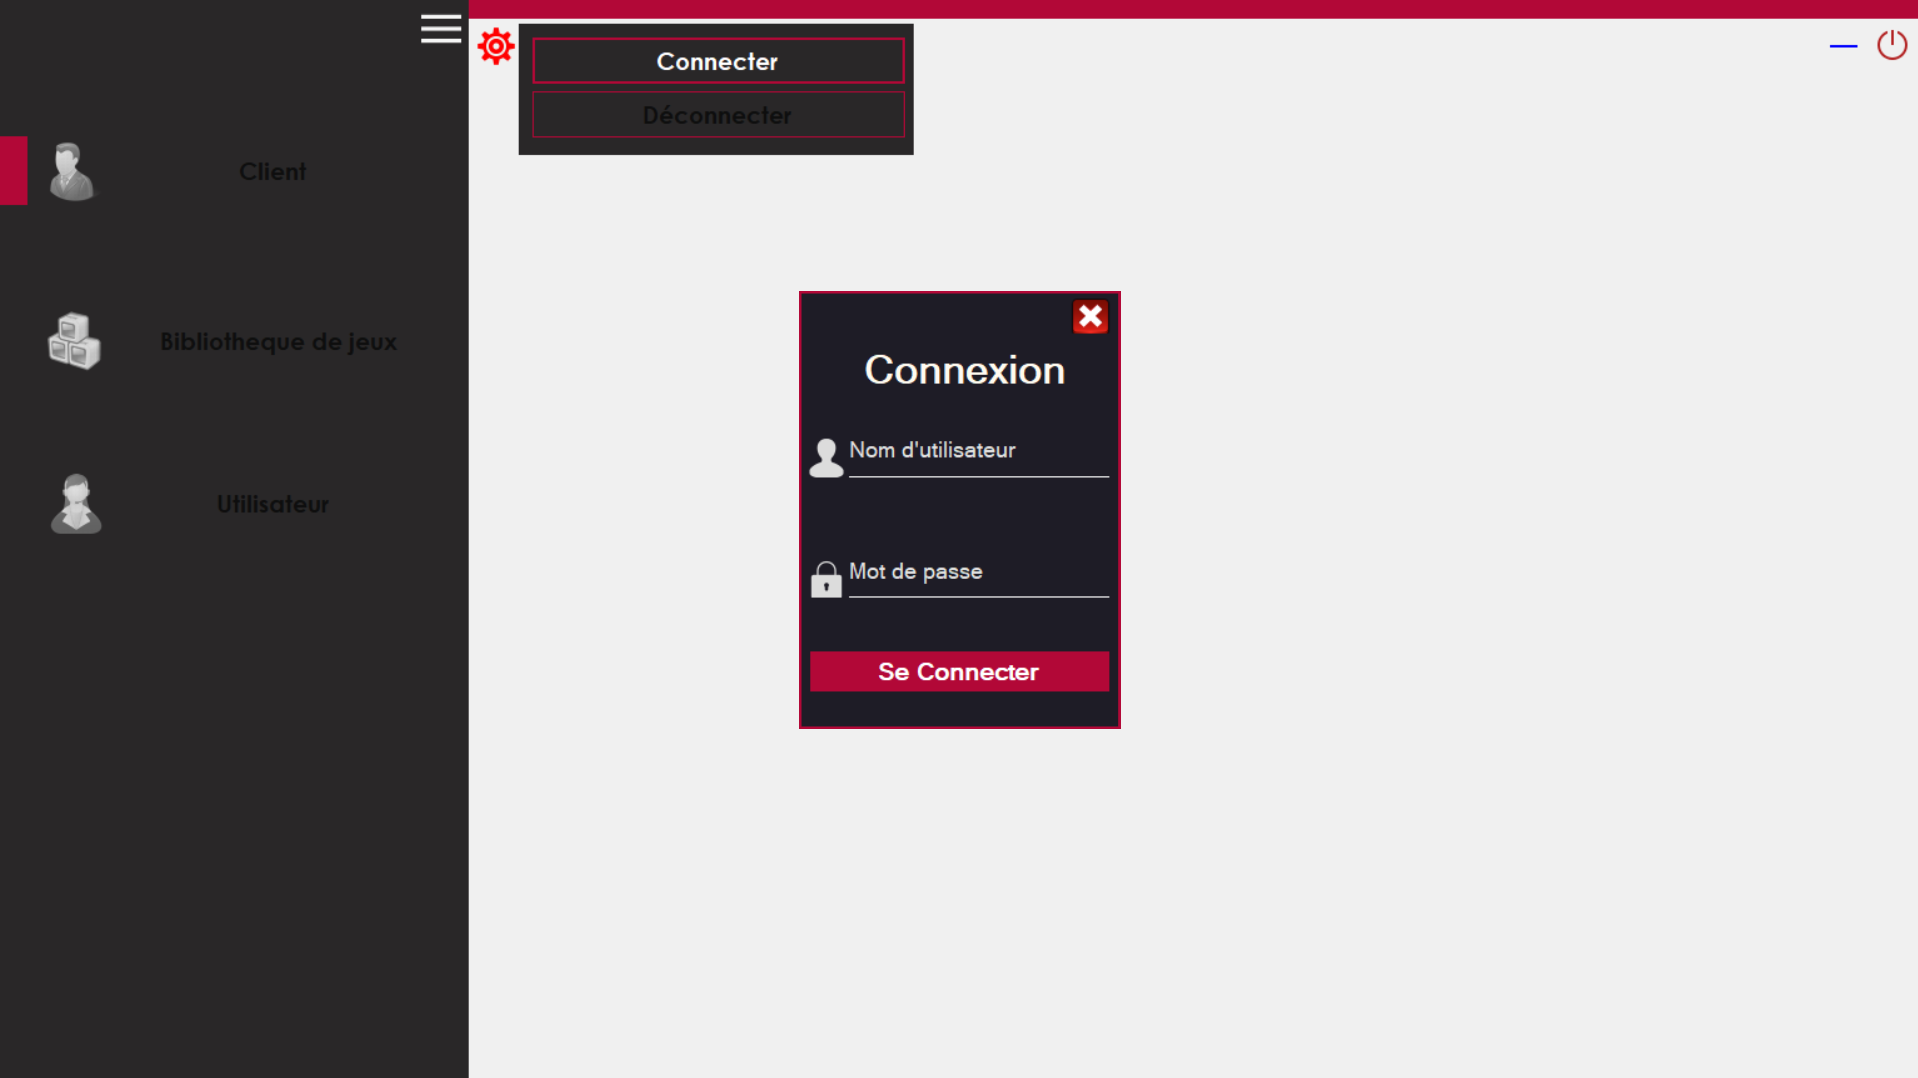 Connecter
Déconnecter
Client
Bibliotheque de jeux
Utilisateur
Connexion
Nom d'utilisateur
Mot de passe
Se Connecter